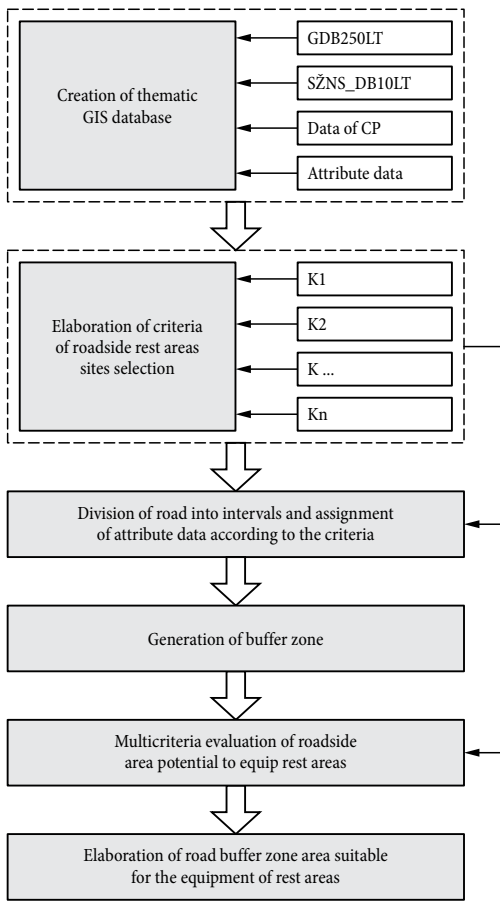 Creation of thematic
GIS database
GDB250LT
SŽNS_DB10LT
Data of CP
Attribute data
Elaboration of criteria
of roadside rest areas
sites selection
K1
K2
K ...
Kn
Division of road into intervals and assignment
of attribute data according to the criteria
Generation of buffer zone
Multicriteria evaluation of roadside
area potential to equip rest areas
Elaboration of road buffer zone area suitable
for the equipment of rest areas